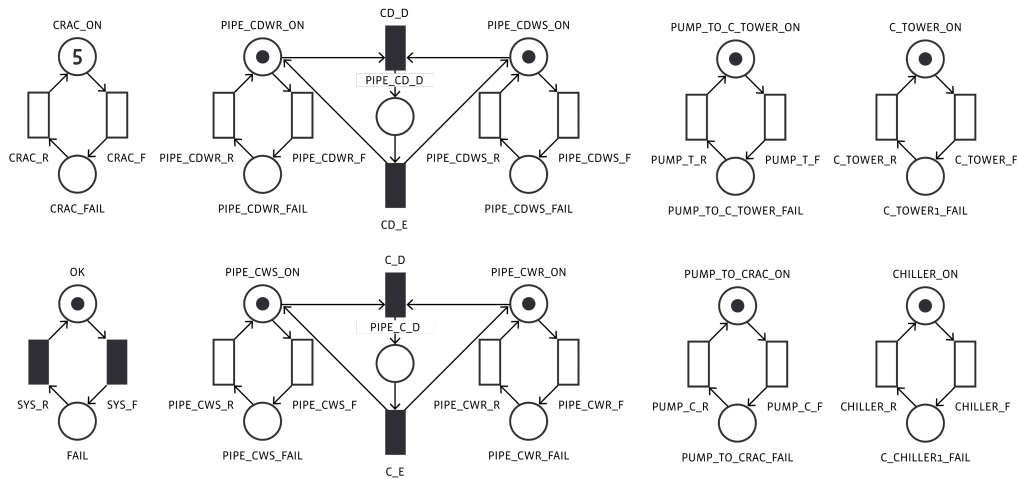 CD_D
CRAC_ON
PIPE_CDWR_ON
PIPE_CDWS_ON
PUMP_TO_C_TOWER_ON
C_TOWER_ON
5
PIPE_CD_D
CRAC_R
CRAC_F
PIPE_CDWR_R
PIPE_CDWR_F
PIPE_CDWS_R
PIPE_CDWS_F
PUMP_T_R
PUMP_T_F
C_TOWER_R
C_TOWER_F
CRAC_FAIL
PIPE_CDWR_FAIL
CD_E
PIPE_CDWS_FAIL
PUMP_TO_C_TOWER_FAIL
C_TOWER1_FAIL
C_D
OK
PIPE_CWS_ON
PIPE_CWR_ON
PUMP_TO_CRAC_ON
CHILLER_ON
PIPE_C_D
SYS_R
SYS_F
PIPE_CWS_R
PIPE_CWS_F
PIPE_CWR_R
PIPE_CWR_F
PUMP_C_R
PUMP_C_F
CHILLER_R
CHILLER_F
FAIL
PIPE_CWS_FAIL
C_E
PIPE_CWR_FAIL
PUMP_TO_CRAC_FAIL
C_CHILLER1_FAIL